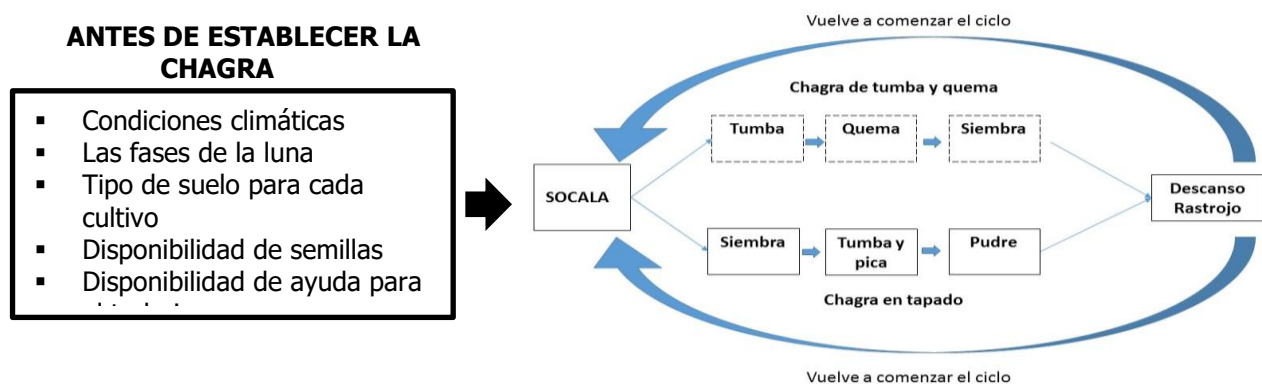 ANTES DE ESTABLECER LA
CHAGRA
▪ Condiciones climáticas
▪ Las fases de la luna
▪ Tipo de suelo para cada
cultivo
▪ Disponibilidad de semillas
▪ Disponibilidad de ayuda para
Vuelve a comenzar el ciclo
Chagra de tumba y quema
Tumba
Quema
Siembra
SOCALA
Descanso
Rastrojo
Siembra
Tumba y
pica
Pudre
Chagra en tapado
Vuelve a comenzar el ciclo